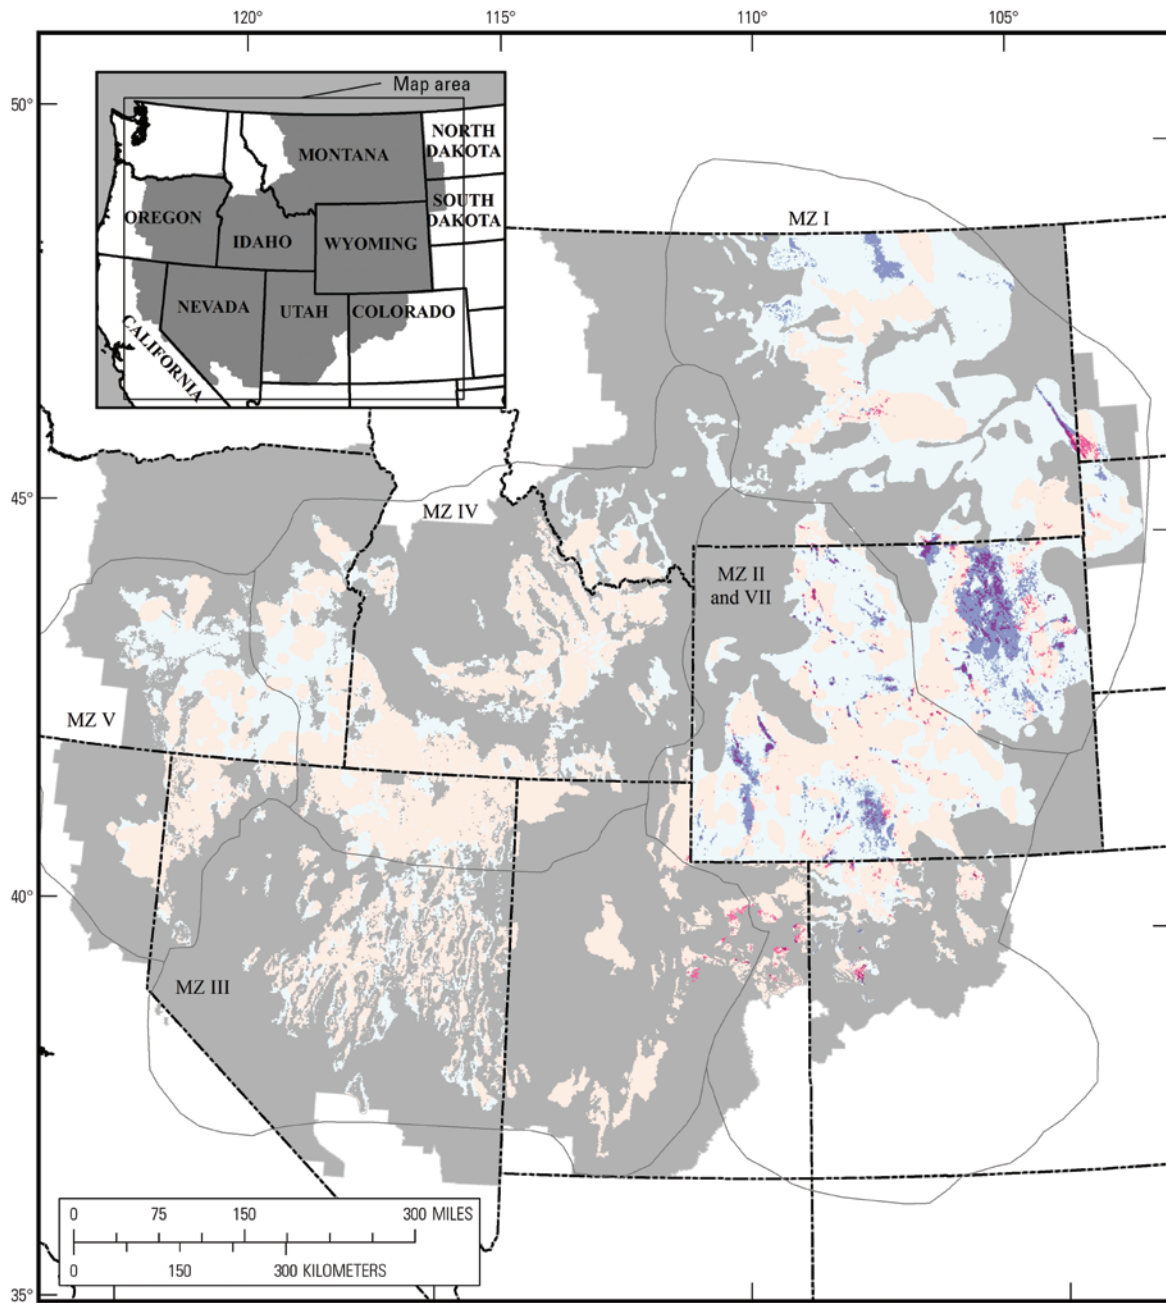 120°
115°
110°
105°
50°
45°
40°
35°
Map area
NORTH
DAKOTA
MONTANA
SOUTH
DAKOTA
OREGON
IDAHO
WYOMING
NEVADA
UTAH
COLORADO
CALIFORNIA
MZ I
MZ IV
MZ II
and VII
MZ V
MZ III
0 75 150 300 MILES
0 150 300 KILOMETERS